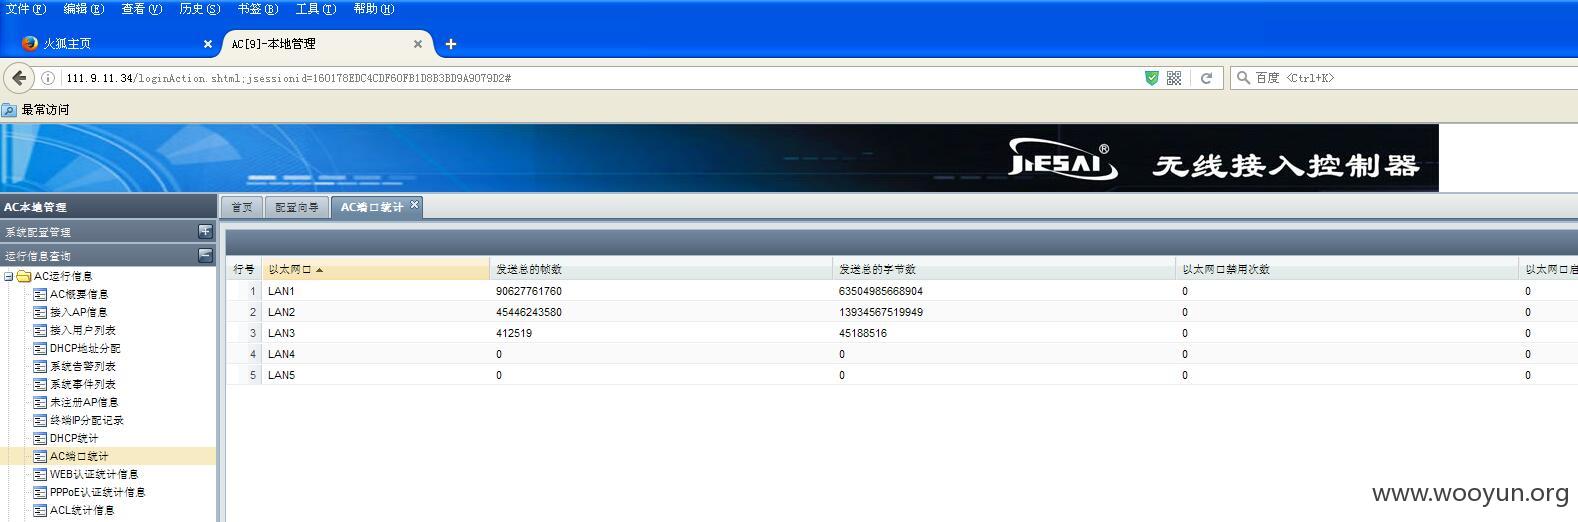 文件(F) 编辑(E) 查看(V) 历史(S) 书签(B) 工具(T) 帮助(H)
火狐主页 × AC[9]-本地管理 × +
111.9.11.34/loginAction.shtml;jsessionid=160178EDC4CDF60FB1D8B3BD9A9079D2# 百度 <Ctrl+K>
最常访问
JIESAI® 无线接入控制器
AC本地管理 首页 配置向导 AC端口统计
系统配置管理
运行信息查询
行号 以太网口 发送总的帧数 发送总的字节数 以太网口禁用次数 以太网口启
1 LAN1 90627761760 63504985668904 0 0
2 LAN2 45446243580 13934567519949 0 0
3 LAN3 412519 45188516 0 0
4 LAN4 0 0 0 0
5 LAN5 0 0 0 0
AC运行信息
AC概要信息
接入AP信息
接入用户列表
DHCP地址分配
系统告警列表
系统事件列表
未注册AP信息
终端IP分配记录
DHCP统计
AC端口统计
WEB认证统计信息
PPPoE认证统计信息
ACL统计信息
www.wooyun.org